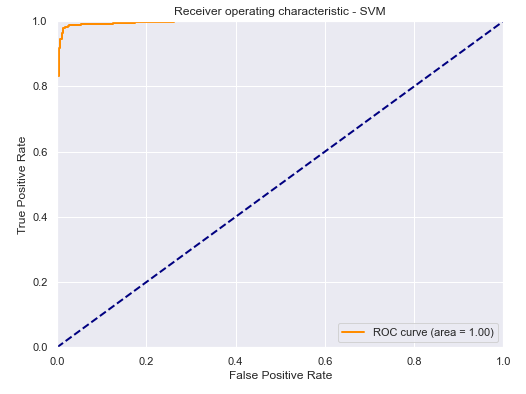 Receiver operating characteristic - SVM
1.0
0.8
0.6
0.4
0.2
0.0
True Positive Rate
ROC curve (area = 1.00)
0.0 0.2 0.4 0.6 0.8 1.0
False Positive Rate